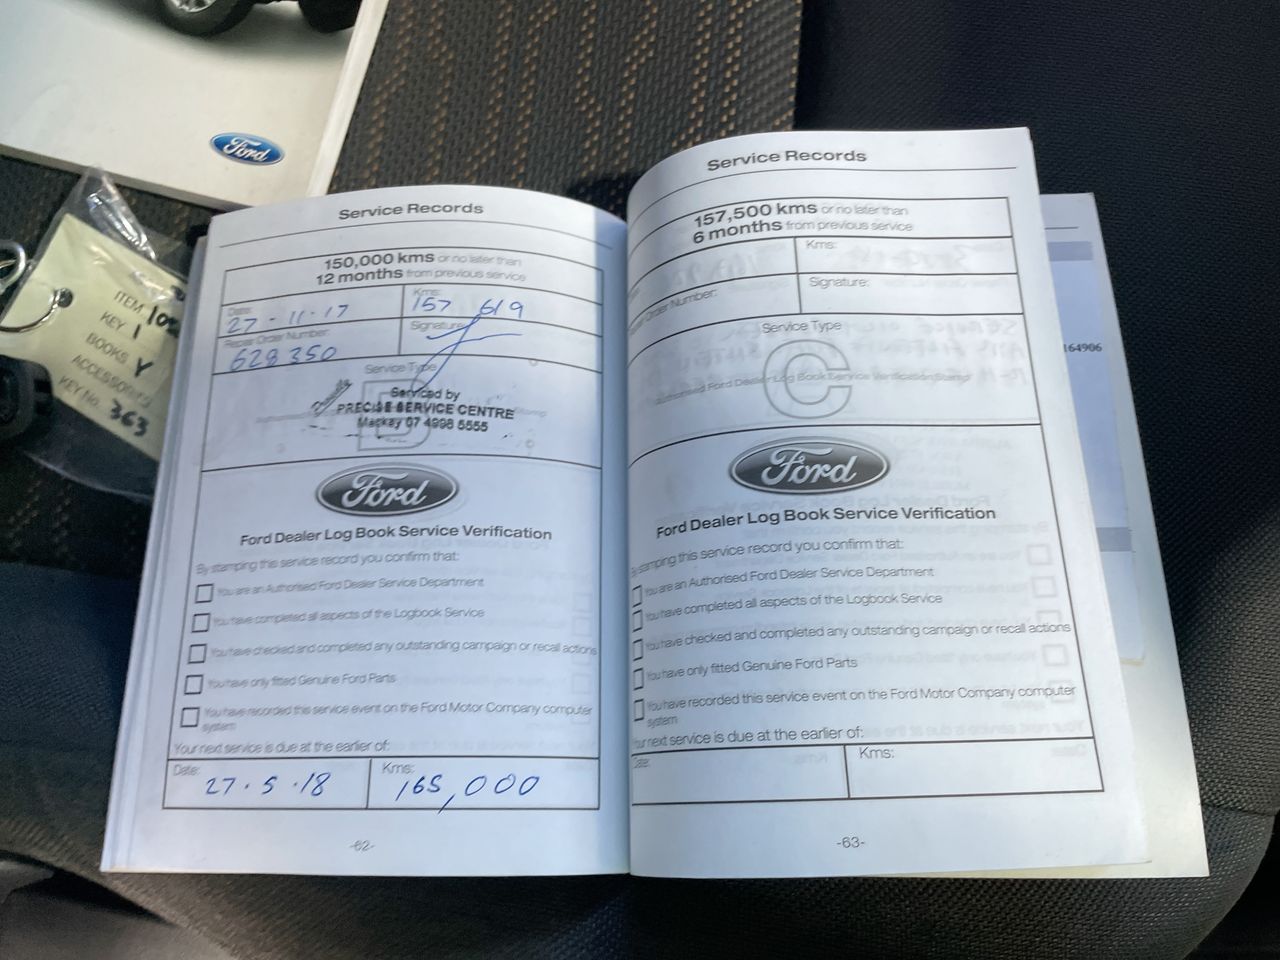 Ford
ITEM
KEY 1
BOOKS Y
ACCESSORIES
KEY No. 363
Service Records
150,000 kms or no later than
12 months from previous service
Date: Kms:
27-11-17 157 619
Repair Order Number: Signature:
628350
Service Type
Serviced by
PRECISE SERVICE CENTRE
Mackay 07 4998 5555
Ford
Ford Dealer Log Book Service Verification
By stamping this service record you confirm that:
You are an Authorised Ford Dealer Service Department
You have completed all aspects of the Logbook Service
You have checked and completed any outstanding campaign or recall actions
You have only fitted Genuine Ford Parts
You have recorded this service event on the Ford Motor Company computer
system
Your next service is due at the earlier of:
Date: Kms:
27.5.18 165,000
-62-
Service Records
157,500 kms or no later than
6 months from previous service
Kms:
Order Number: Signature:
Service Type
C
Authorised Ford Dealer Log Book Service Verification Stamp
Ford
Ford Dealer Log Book Service Verification
By stamping this service record you confirm that:
You are an Authorised Ford Dealer Service Department
You have completed all aspects of the Logbook Service
You have checked and completed any outstanding campaign or recall actions
You have only fitted Genuine Ford Parts
You have recorded this service event on the Ford Motor Company computer
system
Your next service is due at the earlier of:
Date: Kms:
-63-
164906